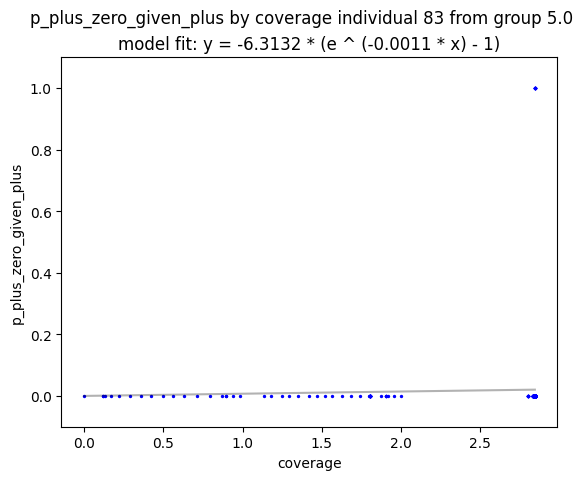 p_plus_zero_given_plus by coverage individual 83 from group 5.0
model fit: y = -6.3132 * (e ^ (-0.0011 * x) - 1)
1.0
0.8
0.6
0.4
0.2
0.0
p_plus_zero_given_plus
0.0 0.5 1.0 1.5 2.0 2.5
coverage